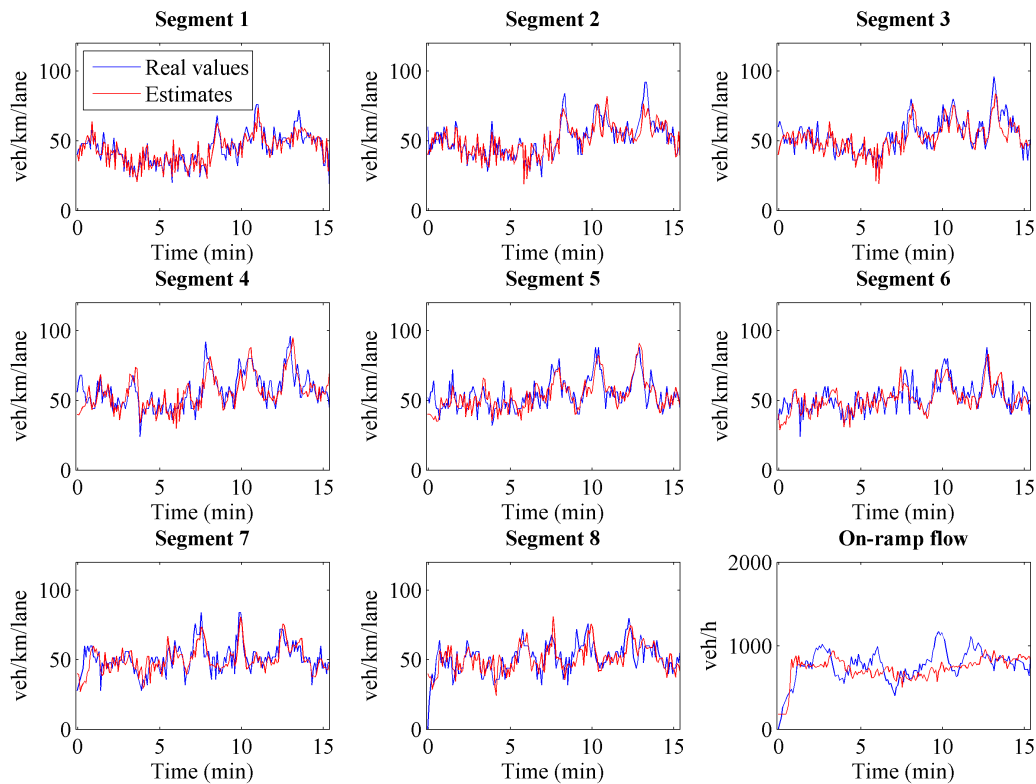 Segment 1
Segment 2
Segment 3
veh/km/lane
100
50
0
Real values
Estimates
0 5 10 15
Time (min)
veh/km/lane
100
50
0
0 5 10 15
Time (min)
veh/km/lane
100
50
0
0 5 10 15
Time (min)
Segment 4
Segment 5
Segment 6
veh/km/lane
100
50
0
0 5 10 15
Time (min)
veh/km/lane
100
50
0
0 5 10 15
Time (min)
veh/km/lane
100
50
0
0 5 10 15
Time (min)
Segment 7
Segment 8
On-ramp flow
veh/km/lane
100
50
0
0 5 10 15
Time (min)
veh/km/lane
100
50
0
0 5 10 15
Time (min)
veh/h
2000
1000
0
0 5 10 15
Time (min)